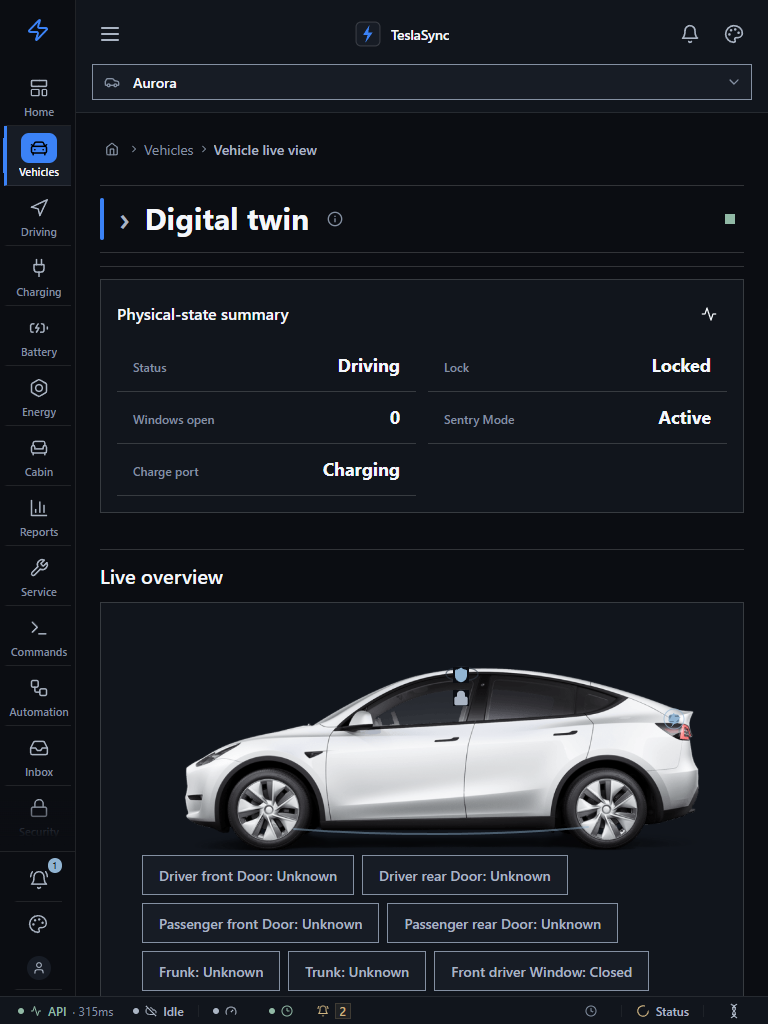 TeslaSync
Aurora
Home
Vehicles
Driving
Charging
Battery
Energy
Cabin
Reports
Service
Commands
Automation
Inbox
Security
1
Vehicles
Vehicle live view
Digital twin
Physical-state summary
Status Driving
Lock Locked
Windows open 0
Sentry Mode Active
Charge port Charging
Live overview
Driver front Door: Unknown
Driver rear Door: Unknown
Passenger front Door: Unknown
Passenger rear Door: Unknown
Frunk: Unknown
Trunk: Unknown
Front driver Window: Closed
API · 315ms
Idle
2
Status